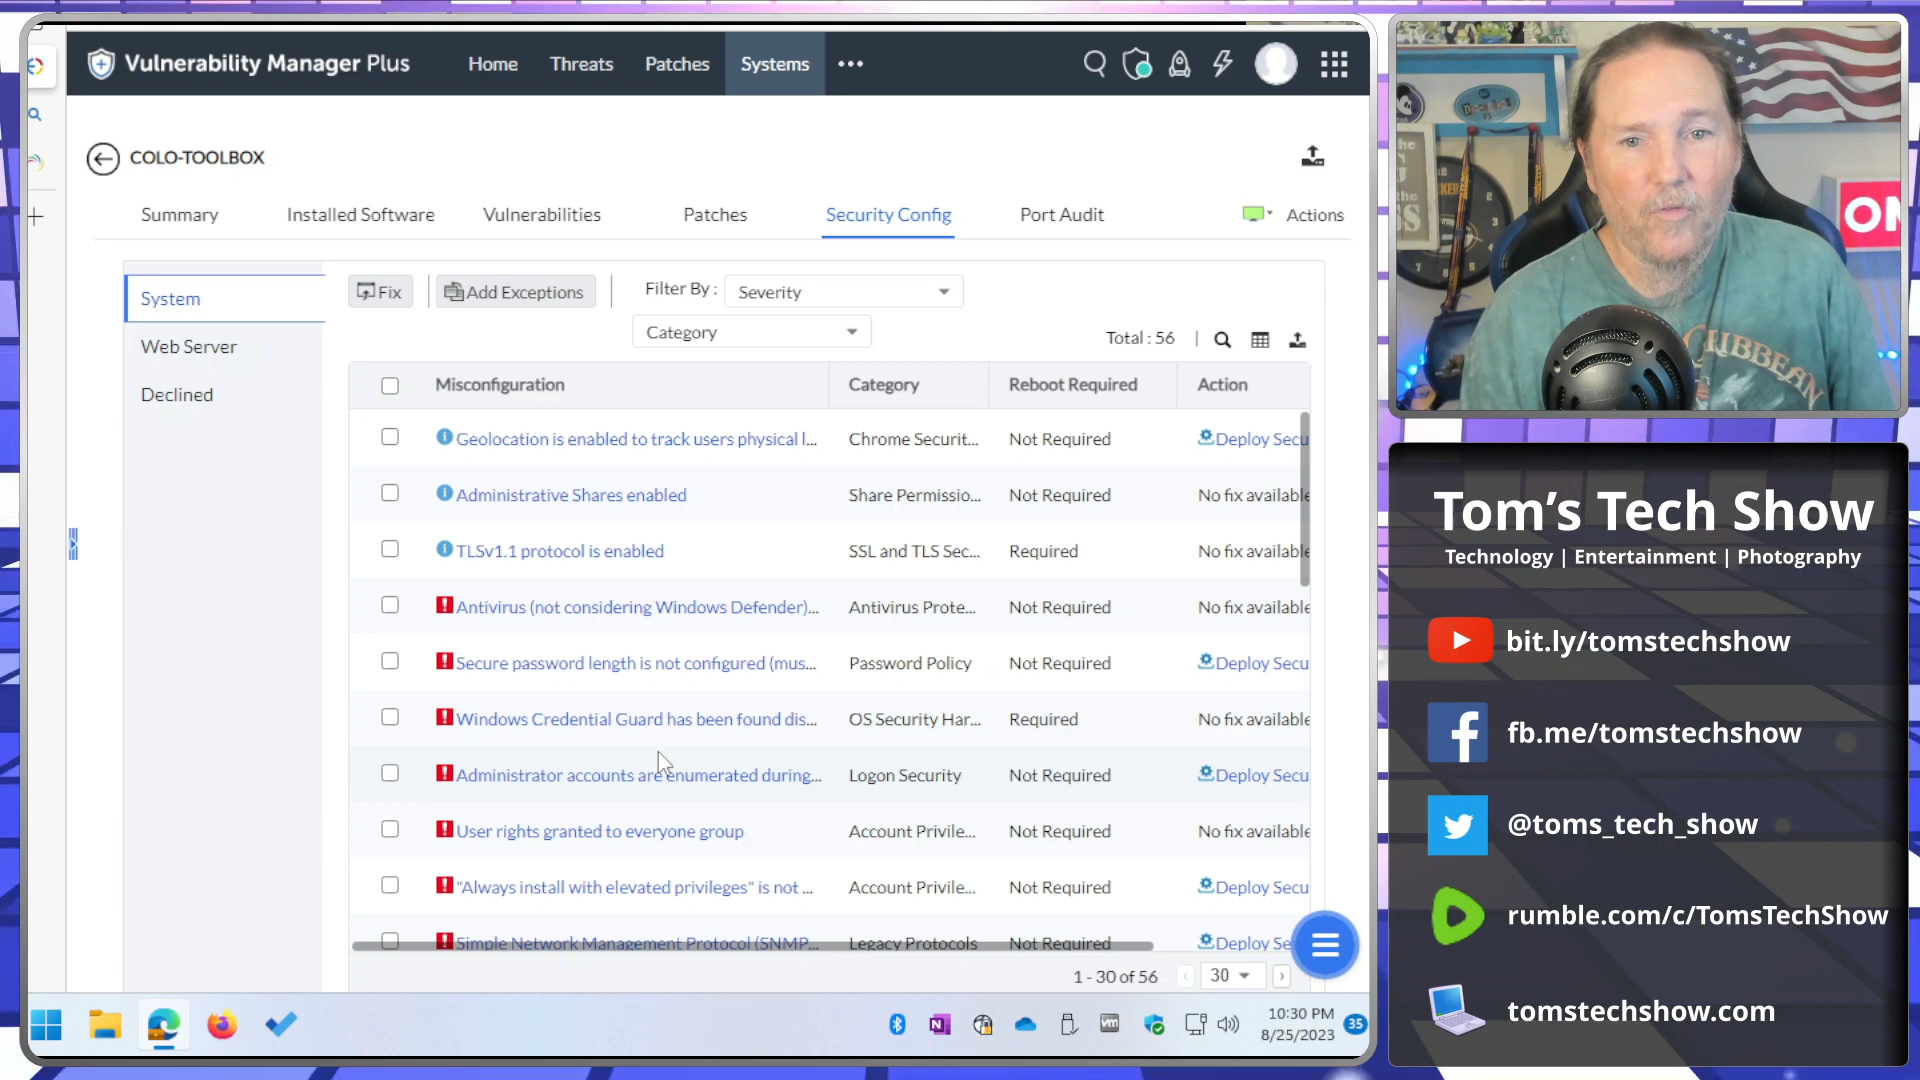 Vulnerability Manager Plus
Home
Threats
Patches
Systems
COLO-TOOLBOX
Summary
Installed Software
Vulnerabilities
Patches
Security Config
Port Audit
Actions
System
Web Server
Declined
Fix
Add Exceptions
Filter By :
Severity
Category
Total : 56
Misconfiguration
Category
Reboot Required
Action
Geolocation is enabled to track users physical l...
Chrome Securit...
Not Required
Deploy Secu
Administrative Shares enabled
Share Permissio...
Not Required
No fix available
TLSv1.1 protocol is enabled
SSL and TLS Sec...
Required
No fix available
Antivirus (not considering Windows Defender)...
Antivirus Prote...
Not Required
No fix available
Secure password length is not configured (mus...
Password Policy
Not Required
Deploy Secu
Windows Credential Guard has been found dis...
OS Security Har...
Required
No fix available
Administrator accounts are enumerated during...
Logon Security
Not Required
Deploy Secu
User rights granted to everyone group
Account Privile...
Not Required
No fix available
"Always install with elevated privileges" is not ...
Account Privile...
Not Required
Deploy Secu
Simple Network Management Protocol (SNMP...
Legacy Protocols
Not Required
Deploy Se
1 - 30 of 56
30
10:30 PM
8/25/2023
35
Tom's Tech Show
Technology | Entertainment | Photography
bit.ly/tomstechshow
fb.me/tomstechshow
@toms_tech_show
rumble.com/c/TomsTechShow
tomstechshow.com